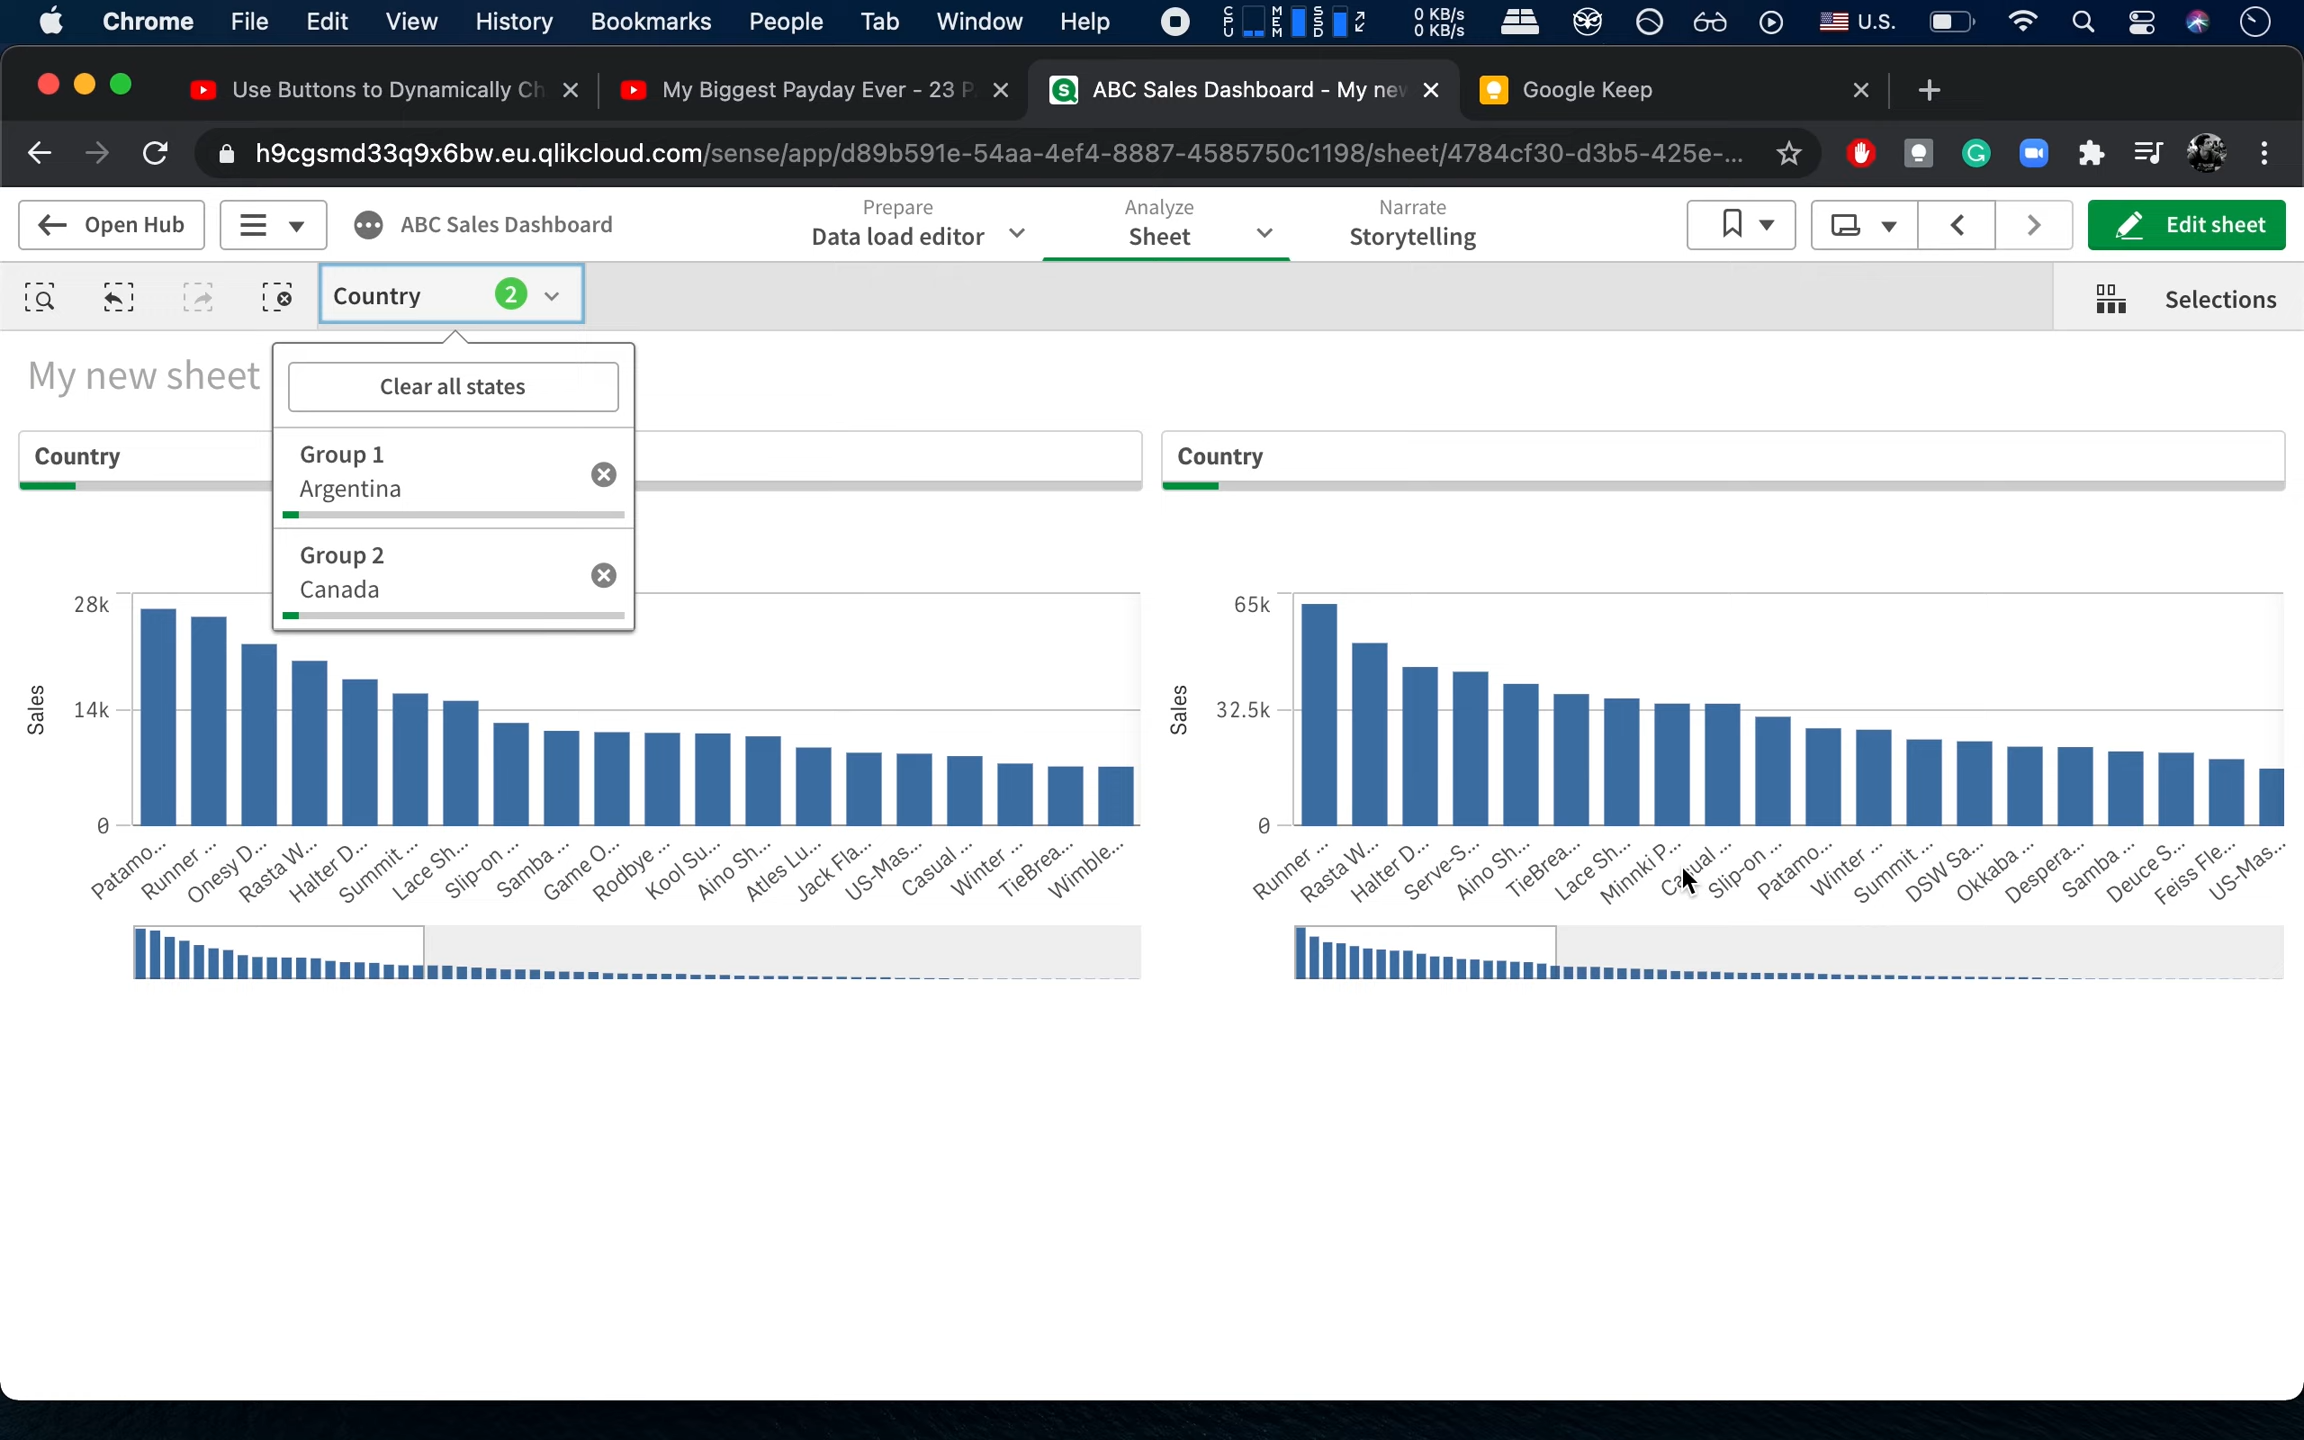 Chrome File Edit View History Bookmarks People Tab Window Help CPU MEM SSD 0 KB/s 0 KB/s U.S.
Use Buttons to Dynamically Ch
My Biggest Payday Ever - 23 P
ABC Sales Dashboard - My new
Google Keep
h9cgsmd33q9x6bw.eu.qlikcloud.com/sense/app/d89b591e-54aa-4ef4-8887-4585750c1198/sheet/4784cf30-d3b5-425e-...
Open Hub
ABC Sales Dashboard
Prepare
Data load editor
Analyze
Sheet
Narrate
Storytelling
Edit sheet
Country 2
Selections
My new sheet
Clear all states
Group 1
Argentina
Group 2
Canada
Country
Country
28k
14k
0
Sales
Patamo...
Runner ...
Onesy D...
Rasta W...
Halter D...
Summit ...
Lace Sh...
Slip-on ...
Samba ...
Game O...
Rodbye ...
Kool Su...
Aino Sh...
Atles Lu...
Jack Fla...
US-Mas...
Casual ...
Winter ...
TieBrea...
Wimble...
65k
32.5k
0
Sales
Runner ...
Rasta W...
Halter D...
Serve-S...
Aino Sh...
TieBrea...
Lace Sh...
Minnki P...
Casual ...
Slip-on ...
Patamo...
Winter ...
Summit ...
DSW Sa...
Okkaba ...
Despera...
Samba ...
Deuce S...
Feiss Fle...
US-Mas...